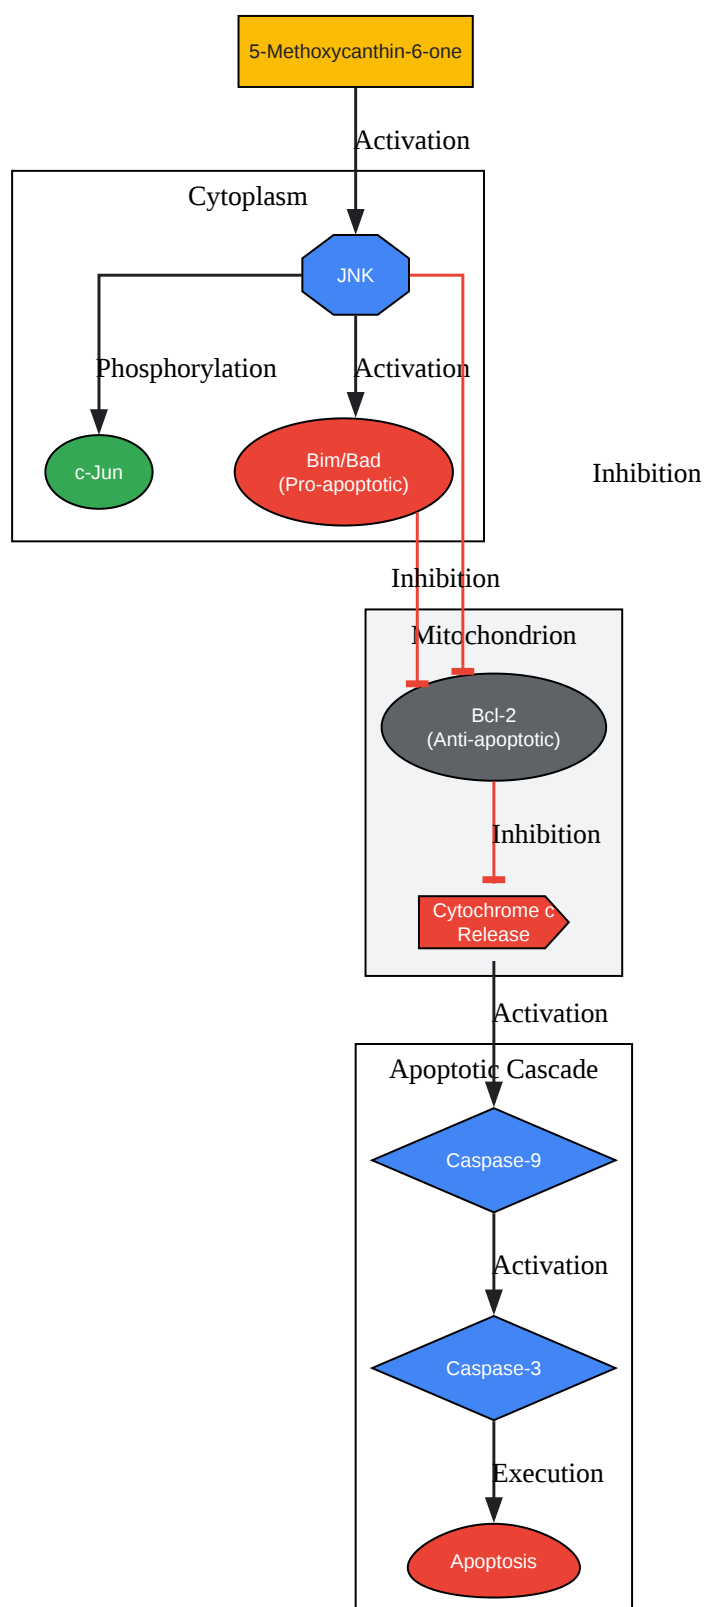 5-Methoxycanthin-6-one
Activation
Cytoplasm
JNK
Phosphorylation
Activation
c-Jun
Bim/Bad
(Pro-apoptotic)
Inhibition
Inhibition
Mitochondrion
Bcl-2
(Anti-apoptotic)
Inhibition
Cytochrome c
Release
Activation
Apoptotic Cascade
Caspase-9
Activation
Caspase-3
Execution
Apoptosis